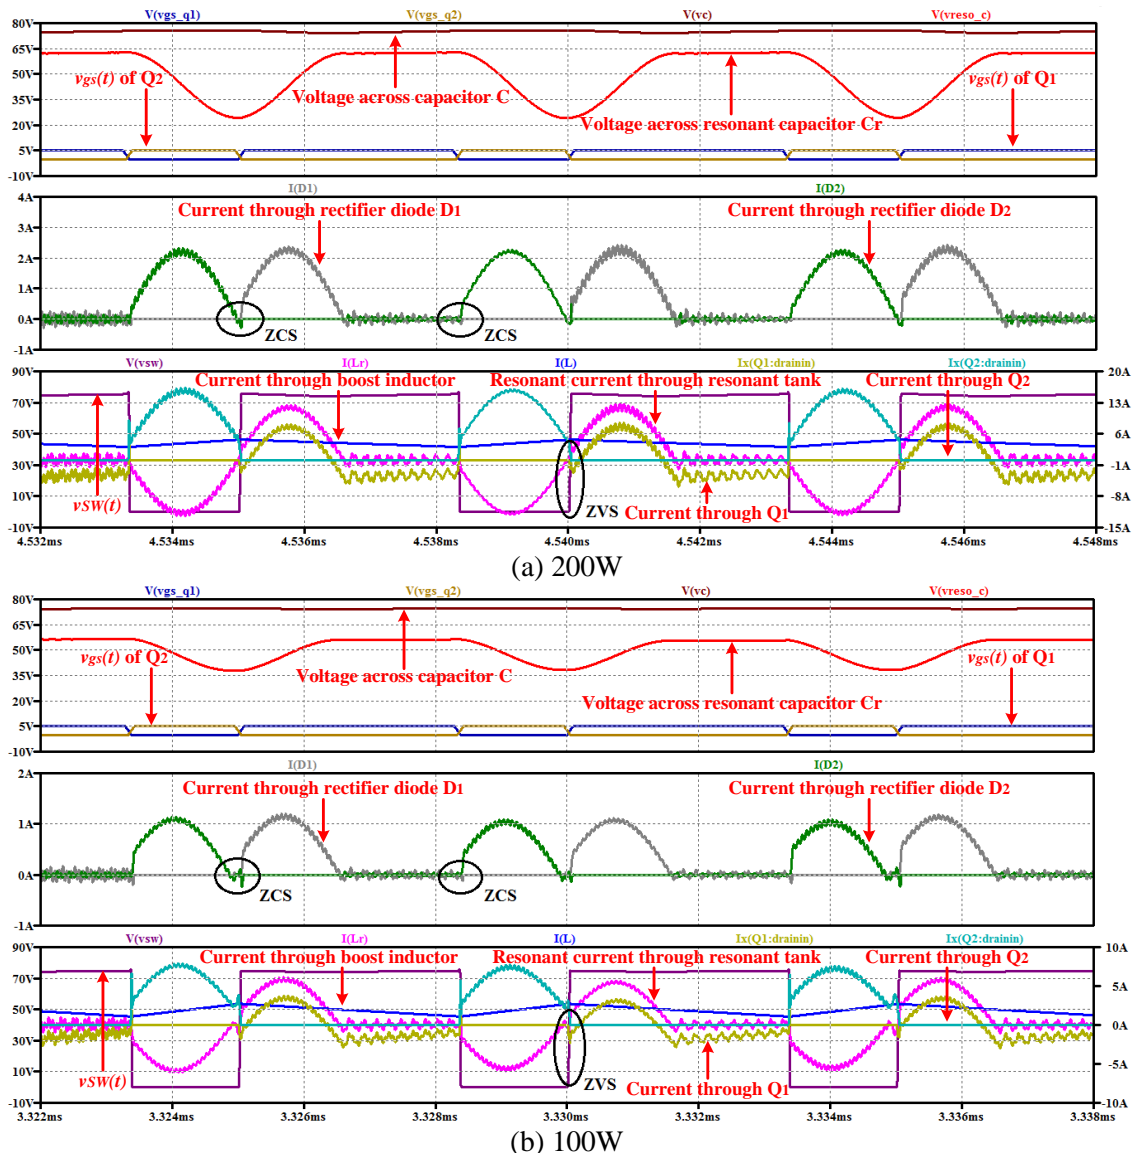 V(vgs_q1) V(vgs_q2) V(vc) V(vreso_c)
80V
65V
50V
35V
20V
5V
-10V
vgs(t) of Q2
Voltage across capacitor C
Voltage across resonant capacitor Cr
vgs(t) of Q1
I(D1) I(D2)
4A
3A
2A
1A
0A
-1A
Current through rectifier diode D1
Current through rectifier diode D2
ZCS
ZCS
V(vsw) I(Lr) I(L) Ix(Q1:drainin) Ix(Q2:drainin)
90V
70V
50V
30V
10V
-10V
20A
13A
6A
-1A
-8A
-15A
Current through boost inductor
Resonant current through resonant tank
Current through Q2
vSW(t)
ZVS
Current through Q1
4.532ms 4.534ms 4.536ms 4.538ms 4.540ms 4.542ms 4.544ms 4.546ms 4.548ms
(a) 200W
V(vgs_q1) V(vgs_q2) V(vc) V(vreso_c)
80V
65V
50V
35V
20V
5V
-10V
vgs(t) of Q2
Voltage across capacitor C
Voltage across resonant capacitor Cr
vgs(t) of Q1
I(D1) I(D2)
2A
1A
0A
-1A
Current through rectifier diode D1
Current through rectifier diode D2
ZCS
ZCS
V(vsw) I(Lr) I(L) Ix(Q1:drainin) Ix(Q2:drainin)
90V
70V
50V
30V
10V
-10V
10A
5A
0A
-5A
-10A
Current through boost inductor
Resonant current through resonant tank
Current through Q2
vSW(t)
ZVS
Current through Q1
3.322ms 3.324ms 3.326ms 3.328ms 3.330ms 3.332ms 3.334ms 3.336ms 3.338ms
(b) 100W